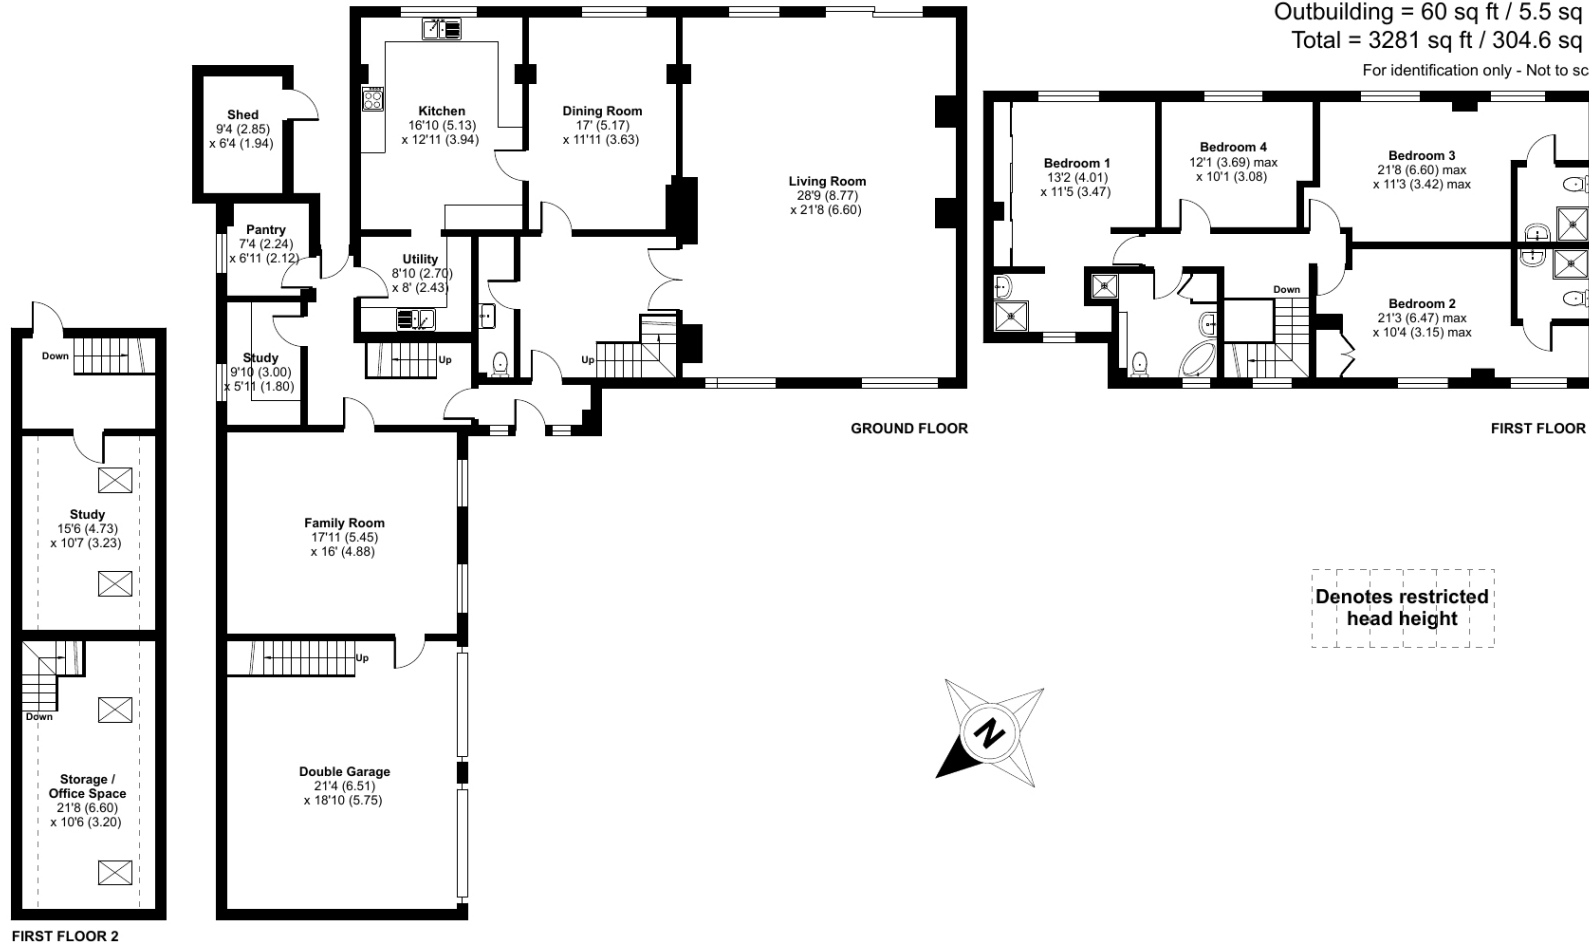 Outbuilding = 60 sq ft / 5.5 sq
Total = 3281 sq ft / 304.6 sq
For identification only - Not to sc
Shed
9'4 (2.85)
x 6'4 (1.94)
Kitchen
16'10 (5.13)
x 12'11 (3.94)
Dining Room
17' (5.17)
x 11'11 (3.63)
Living Room
28'9 (8.77)
x 21'8 (6.60)
Pantry
7'4 (2.24)
x 6'11 (2.12)
Utility
8'10 (2.70)
x 8' (2.43)
Study
9'10 (3.00)
x 5'11 (1.80)
Up
Up
GROUND FLOOR
Family Room
17'11 (5.45)
x 16' (4.88)
Up
Double Garage
21'4 (6.51)
x 18'10 (5.75)
Bedroom 1
13'2 (4.01)
x 11'5 (3.47)
Bedroom 4
12'1 (3.69) max
x 10'1 (3.08)
Bedroom 3
21'8 (6.60) max
x 11'3 (3.42) max
Down
Bedroom 2
21'3 (6.47) max
x 10'4 (3.15) max
FIRST FLOOR
Down
Study
15'6 (4.73)
x 10'7 (3.23)
Down
Storage /
Office Space
21'8 (6.60)
x 10'6 (3.20)
FIRST FLOOR 2
Denotes restricted
head height
N